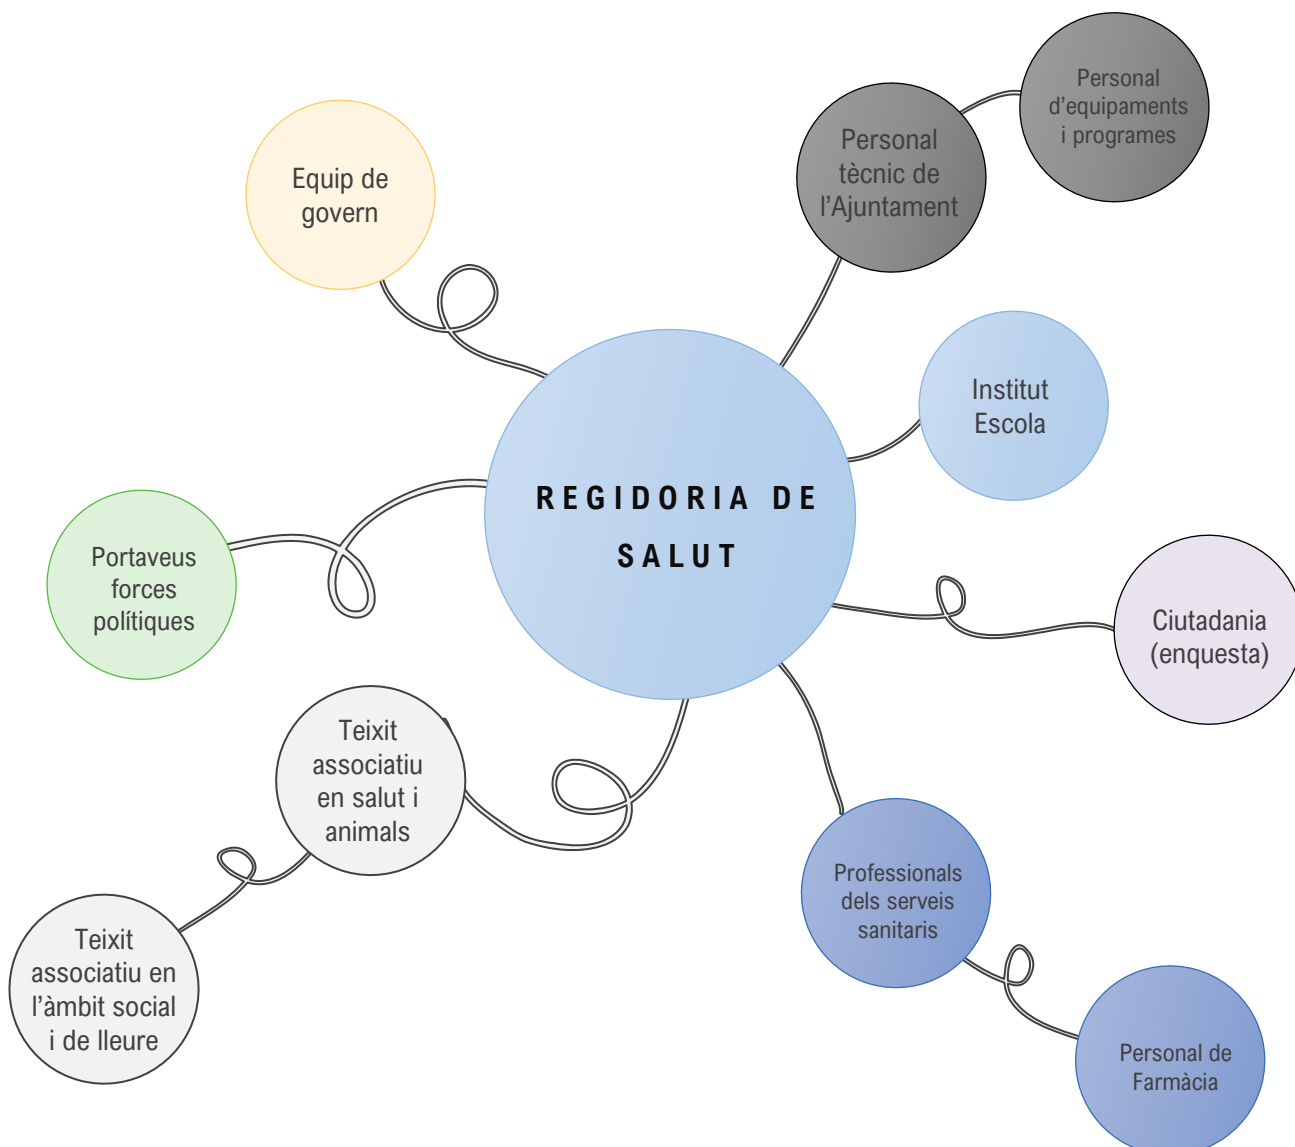 Personal
d'equipaments
i programes
Personal
tècnic de
l'Ajuntament
Equip de
govern
Institut
Escola
REGIDORIA DE
SALUT
Portaveus
forces
polítiques
Ciutadania
(enquesta)
Teixit
associatiu
en salut i
animals
Professionals
dels serveis
sanitaris
Teixit
associatiu en
l'àmbit social
i de lleure
Personal de
Farmàcia